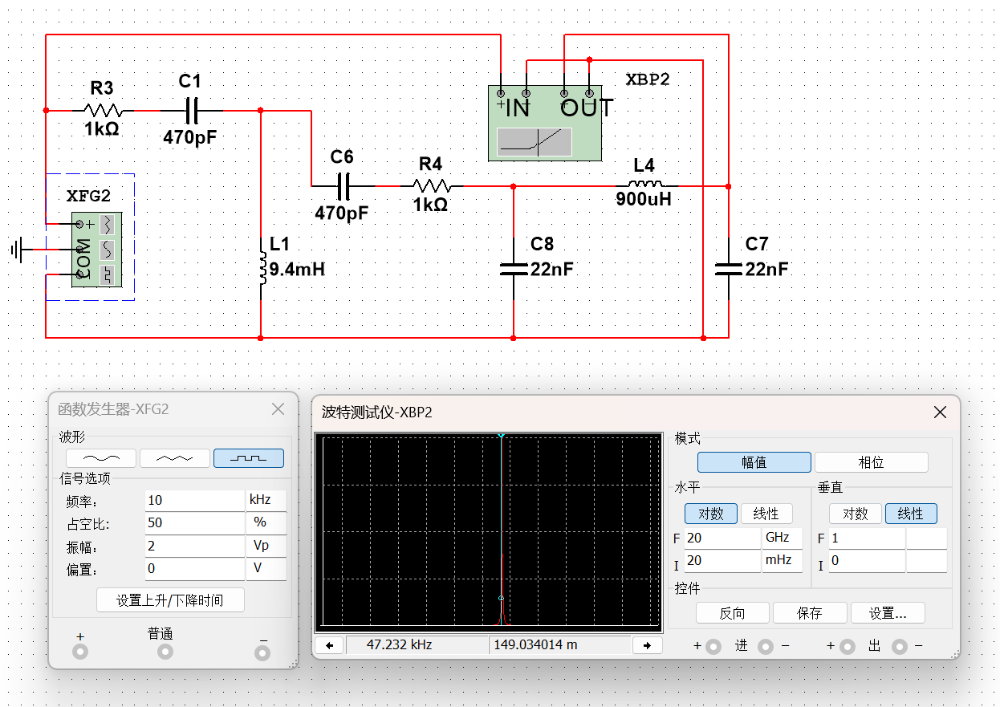 XBP2
+IN OUT
R3
1kΩ
C1
470pF
C6
470pF
R4
1kΩ
L4
900uH
XFG2
+
COM
L1
9.4mH
C8
22nF
C7
22nF
函数发生器-XFG2
波形
信号选项
频率: 10 kHz
占空比: 50 %
振幅: 2 Vp
偏置: 0 V
设置上升/下降时间
+ 普通 −
波特测试仪-XBP2
模式
幅值 相位
水平 垂直
对数 线性 对数 线性
F 20 GHz F 1
I 20 mHz I 0
控件
反向 保存 设置...
47.232 kHz 149.034014 m
+ 进 − + 出 −